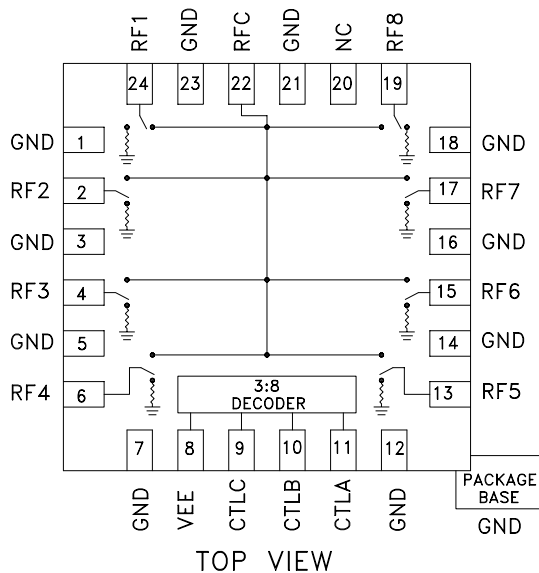 RF1 GND RFC GND NC RF8
24 23 22 21 20 19
GND 1 18 GND
RF2 2 17 RF7
GND 3 16 GND
RF3 4 15 RF6
GND 5 14 GND
RF4 6 13 RF5
3:8
DECODER
7 8 9 10 11 12
GND VEE CTLC CTLB CTLA GND
PACKAGE
BASE
GND
TOP VIEW